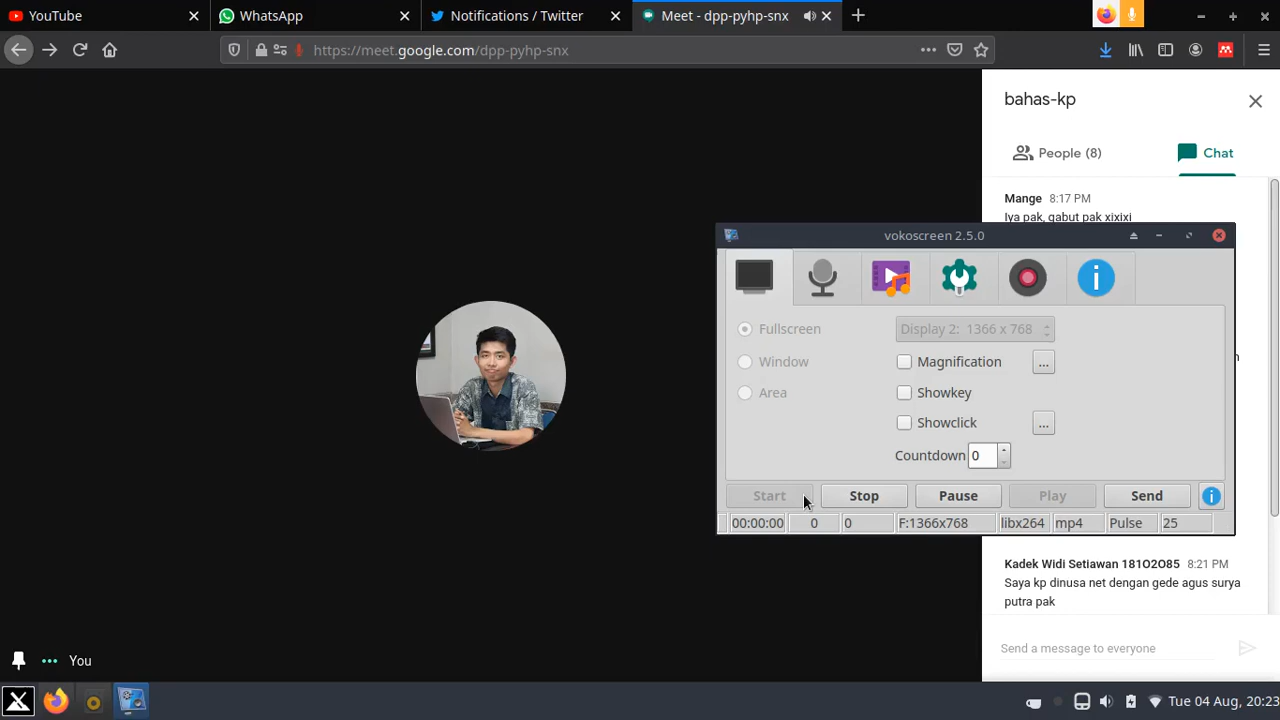 YouTube
WhatsApp
Notifications / Twitter
Meet - dpp-pyhp-snx
https://meet.google.com/dpp-pyhp-snx
bahas-kp
People (8)
Chat
Mange 8:17 PM
Iya pak, gabut pak xixixi
vokoscreen 2.5.0
Fullscreen
Display 2: 1366 x 768
Window
Magnification
...
Area
Showkey
Showclick
...
Countdown 0
Start
Stop
Pause
Play
Send
00:00:00
0
0
F:1366x768
libx264
mp4
Pulse
25
Kadek Widi Setiawan 181O2O85 8:21 PM
Saya kp dinusa net dengan gede agus surya
putra pak
Send a message to everyone
You
Tue 04 Aug, 20:23